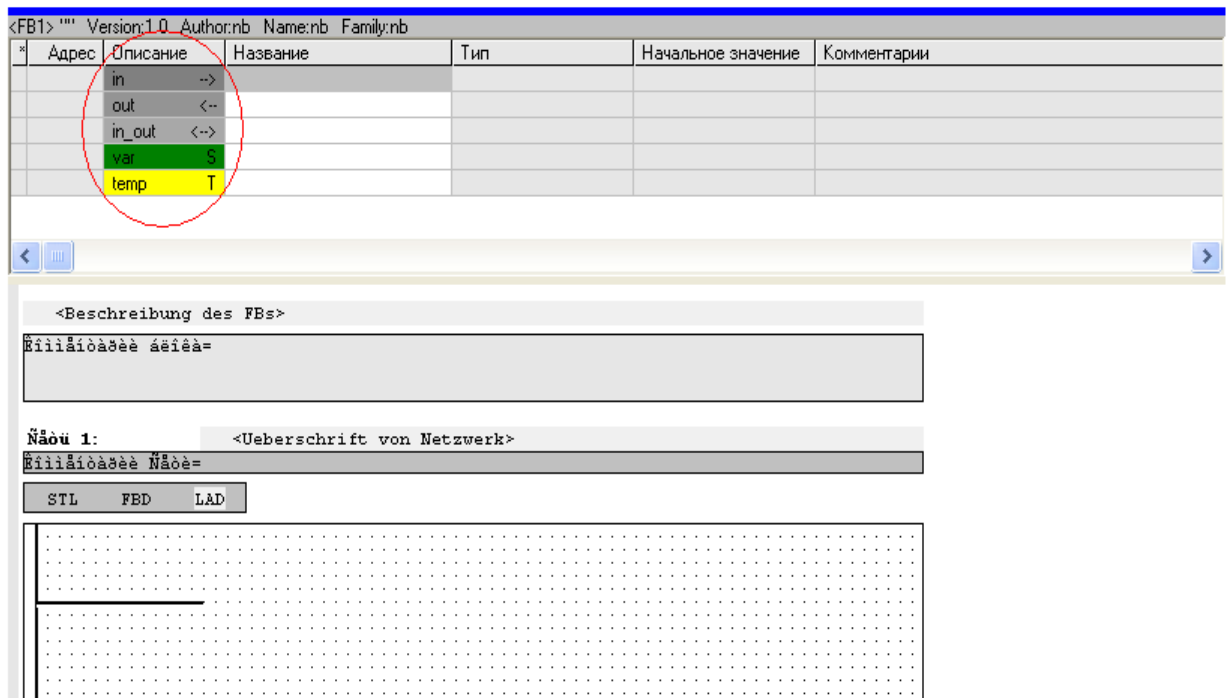 <FB1> "" Version:1.0 Author:nb Name:nb Family:nb
* Адрес Описание Название Тип Начальное значение Комментарии
in -->
out <--
in_out <-->
var S
temp T
<Beschreibung des FBs>
Êîììåíòàðèè áëîêà=
Ñåòü 1: <Ueberschrift von Netzwerk>
Êîììåíòàðèè Ñåòè=
STL FBD LAD